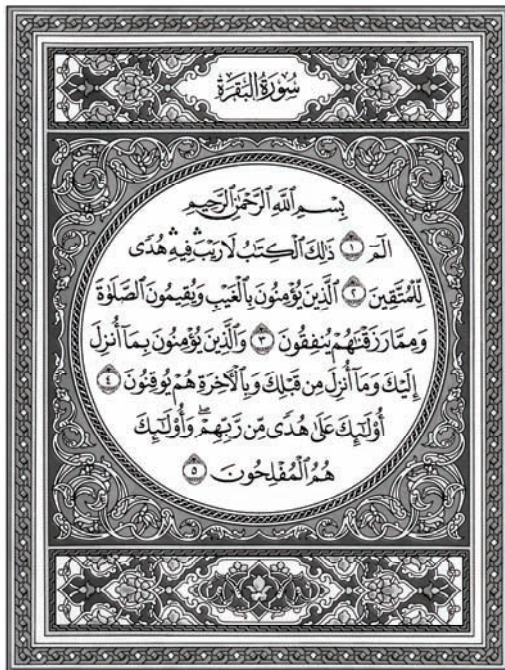 سُورَةُ البَقَرَةِ
بِسْمِ ٱللَّهِ ٱلرَّحْمَٰنِ ٱلرَّحِيمِ
الٓمٓ ١ ذَٰلِكَ ٱلْكِتَٰبُ لَا رَيْبَ ۛ فِيهِ ۛ هُدًى
لِّلْمُتَّقِينَ ٢ ٱلَّذِينَ يُؤْمِنُونَ بِٱلْغَيْبِ وَيُقِيمُونَ ٱلصَّلَوٰةَ
وَمِمَّا رَزَقْنَٰهُمْ يُنفِقُونَ ٣ وَٱلَّذِينَ يُؤْمِنُونَ بِمَآ أُنزِلَ
إِلَيْكَ وَمَآ أُنزِلَ مِن قَبْلِكَ وَبِٱلْءَاخِرَةِ هُمْ يُوقِنُونَ ٤
أُو۟لَٰٓئِكَ عَلَىٰ هُدًى مِّن رَّبِّهِمْ ۖ وَأُو۟لَٰٓئِكَ
هُمُ ٱلْمُفْلِحُونَ ٥